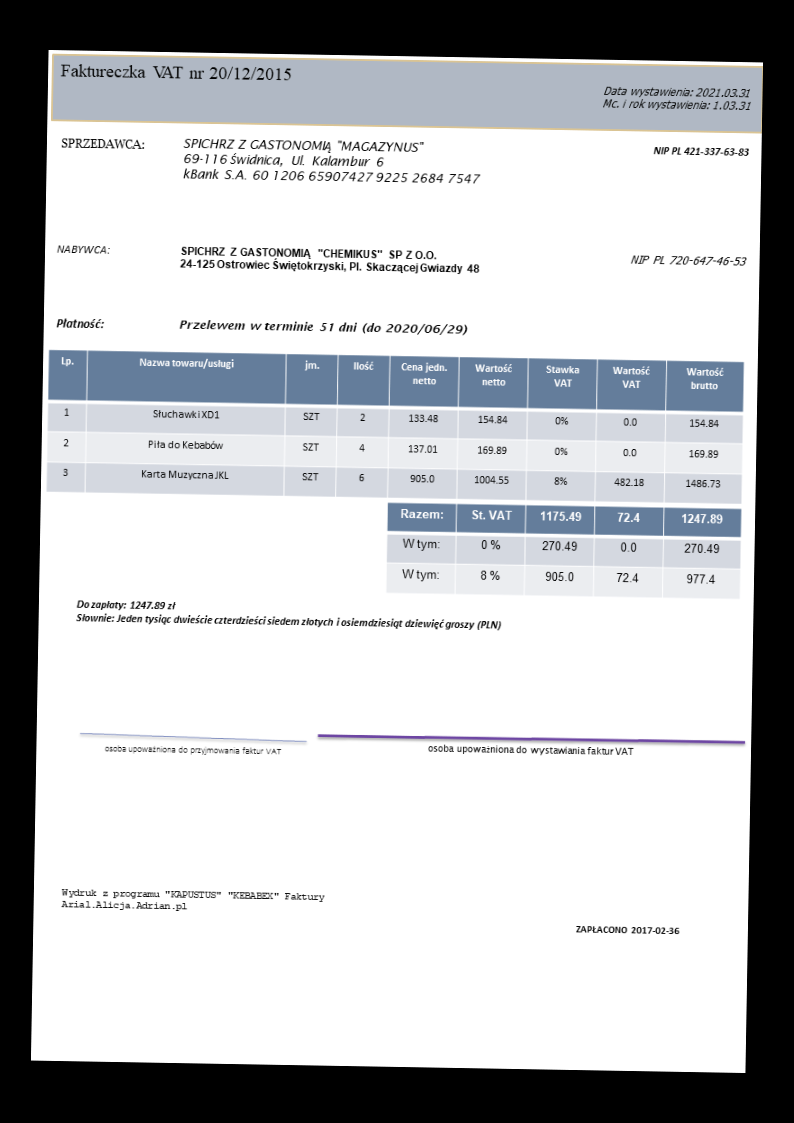 Faktureczka VAT nr 20/12/2015
Data wystawienia: 2021.03.31
Mc. i rok wystawienia: 1.03.31
SPRZEDAWCA: SPICHRZ Z GASTONOMIĄ "MAGAZYNUS" NIP PL 421-337-63-83
69-116 Świdnica, Ul. Kalambur 6
kBank S.A. 60 1206 65907427 9225 2684 7547
NABYWCA: SPICHRZ Z GASTONOMIĄ "CHEMIKUS" SP Z O.O. NIP PL 720-647-46-53
24-125 Ostrowiec Świętokrzyski, Pl. Skaczącej Gwiazdy 48
Płatność: Przelewem w terminie 51 dni (do 2020/06/29)
Lp. Nazwa towaru/usługi jm. Ilość Cena jedn. netto Wartość netto Stawka VAT Wartość VAT Wartość brutto
1 Słuchawki XD1 SZT 2 133.48 154.84 0% 0.0 154.84
2 Piła do Kebabów SZT 4 137.01 169.89 0% 0.0 169.89
3 Karta Muzyczna JKL SZT 6 905.0 1004.55 8% 482.18 1486.73
Razem: St. VAT 1175.49 72.4 1247.89
W tym: 0 % 270.49 0.0 270.49
W tym: 8 % 905.0 72.4 977.4
Do zapłaty: 1247.89 zł
Słownie: Jeden tysiąc dwieście czterdzieści siedem złotych i osiemdziesiąt dziewięć groszy (PLN)
osoba upoważniona do przyjmowania faktur VAT osoba upoważniona do wystawiania faktur VAT
Wydruk z programu "KAPUSTUS" "KEBABEX" Faktury
Arial.Alicja.Adrian.pl
ZAPŁACONO 2017-02-36